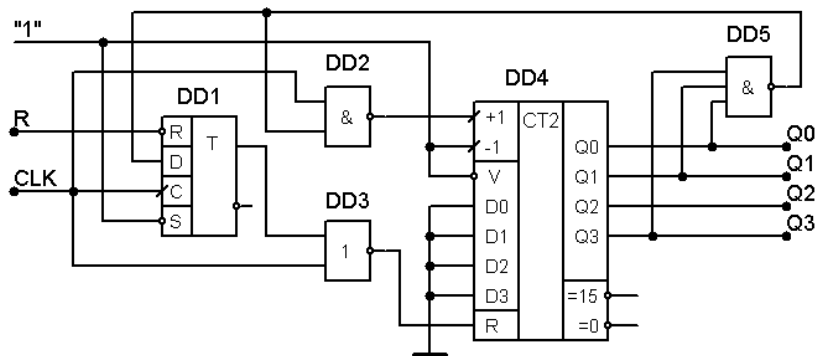 "1"
DD5
DD2
DD4
&
DD1
&
+1
CT2
R
R
T
-1
Q0
Q0
D
V
Q1
Q1
CLK
C
DD3
D0
Q2
Q2
S
D1
Q3
Q3
1
D2
D3
=15
R
=0